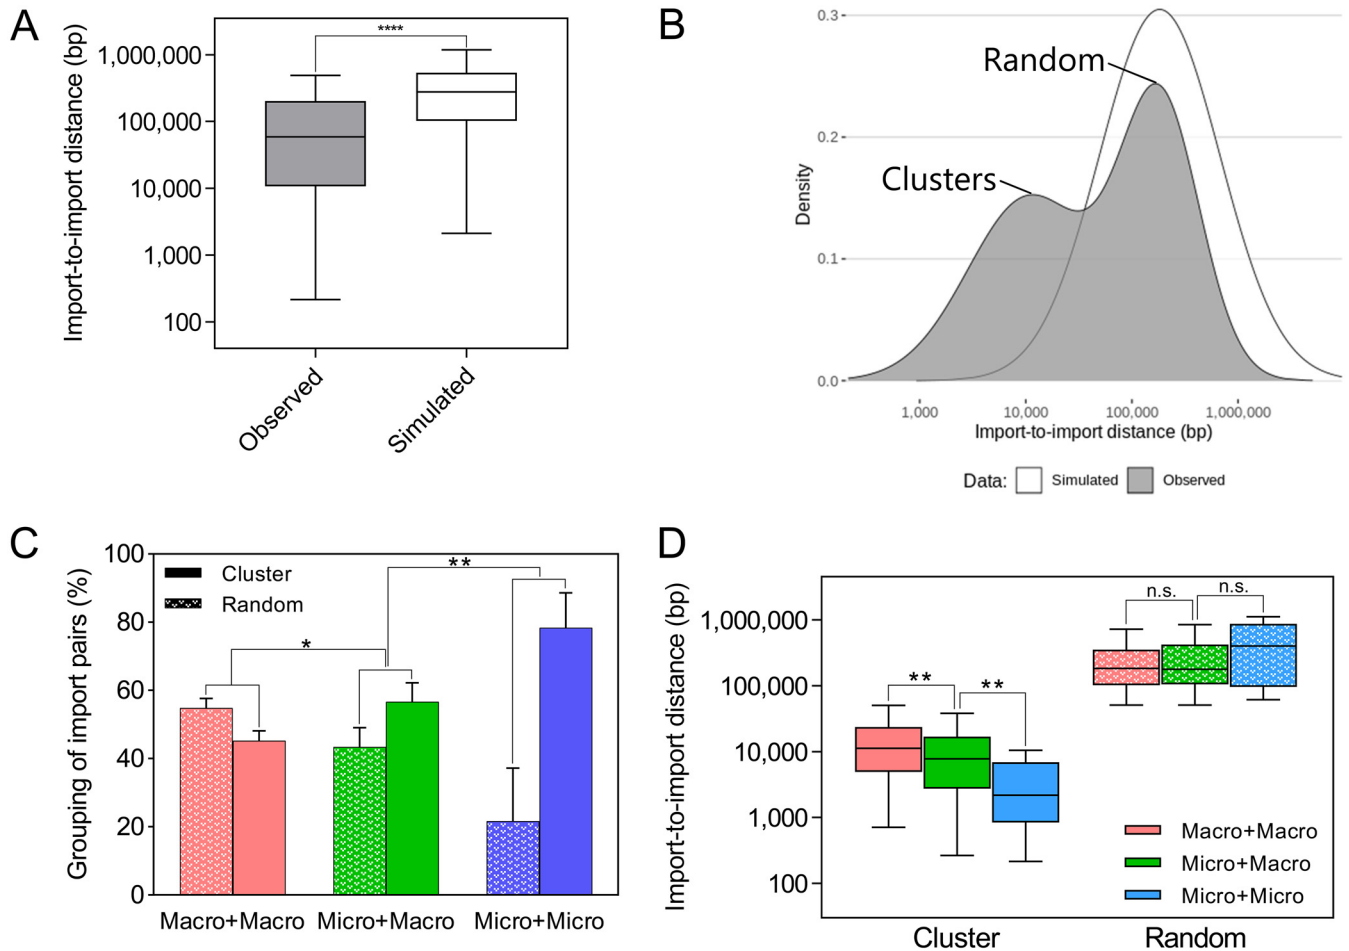 A
Import-to-import distance (bp)
1,000,000
100,000
10,000
1,000
100
****
Observed
Simulated
B
Density
0.3
0.2
0.1
0.0
Random
Clusters
1,000
10,000
100,000
1,000,000
Import-to-import distance (bp)
Data: Simulated Observed
C
Grouping of import pairs (%)
100
80
60
40
20
0
Cluster
Random
*
**
Macro+Macro
Micro+Macro
Micro+Micro
D
Import-to-import distance (bp)
1,000,000
100,000
10,000
1,000
100
**
**
n.s.
n.s.
Macro+Macro
Micro+Macro
Micro+Micro
Cluster
Random